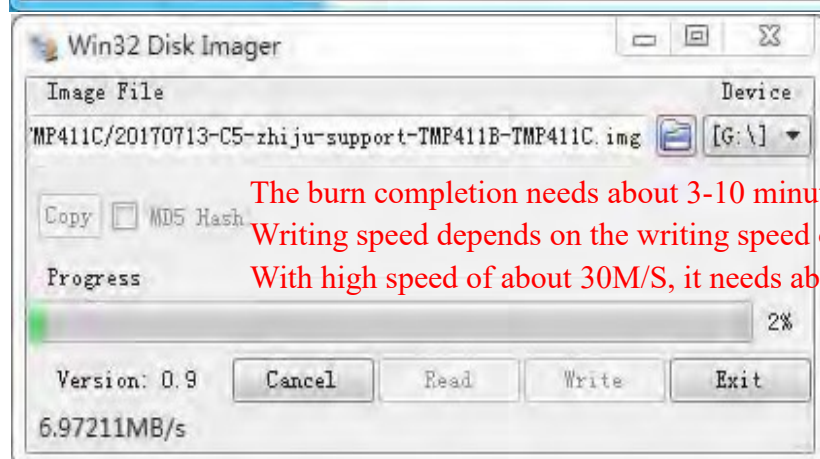 Win32 Disk Imager
Image File Device
MP411C/20170713-C5-zhiju-support-TMP411B-TMP411C.img [G:\]
The burn completion needs about 3-10
Copy MD5 Hash
Writing speed depends on the writing speed
Progress With high speed of about 30M/S, it needs
2%
Version: 0.9 Cancel Read Write Exit
6.97211MB/s